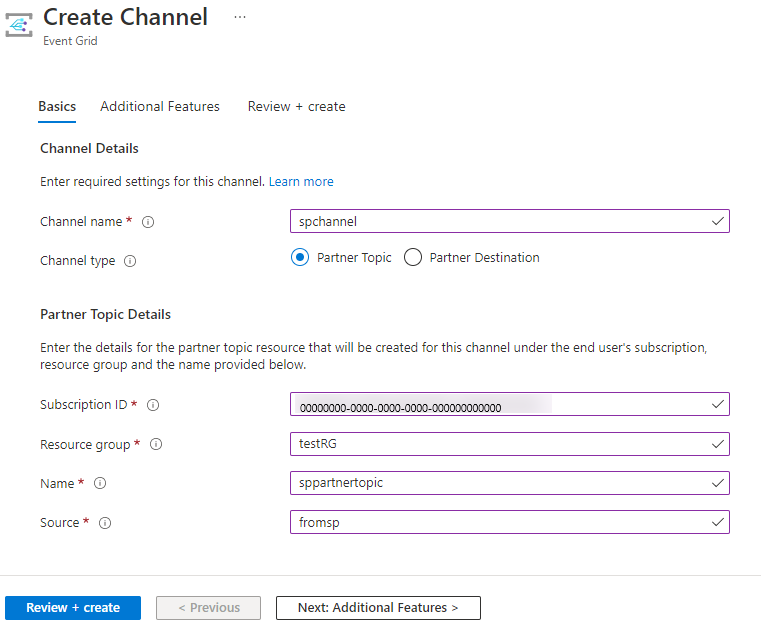 Create Channel ...
Event Grid
Basics Additional Features Review + create
Channel Details
Enter required settings for this channel. Learn more
Channel name * spchannel
Channel type Partner Topic Partner Destination
Partner Topic Details
Enter the details for the partner topic resource that will be created for this channel under the end user's subscription,
resource group and the name provided below.
Subscription ID * 00000000-0000-0000-0000-000000000000
Resource group * testRG
Name * sppartnertopic
Source * fromsp
Review + create < Previous Next: Additional Features >